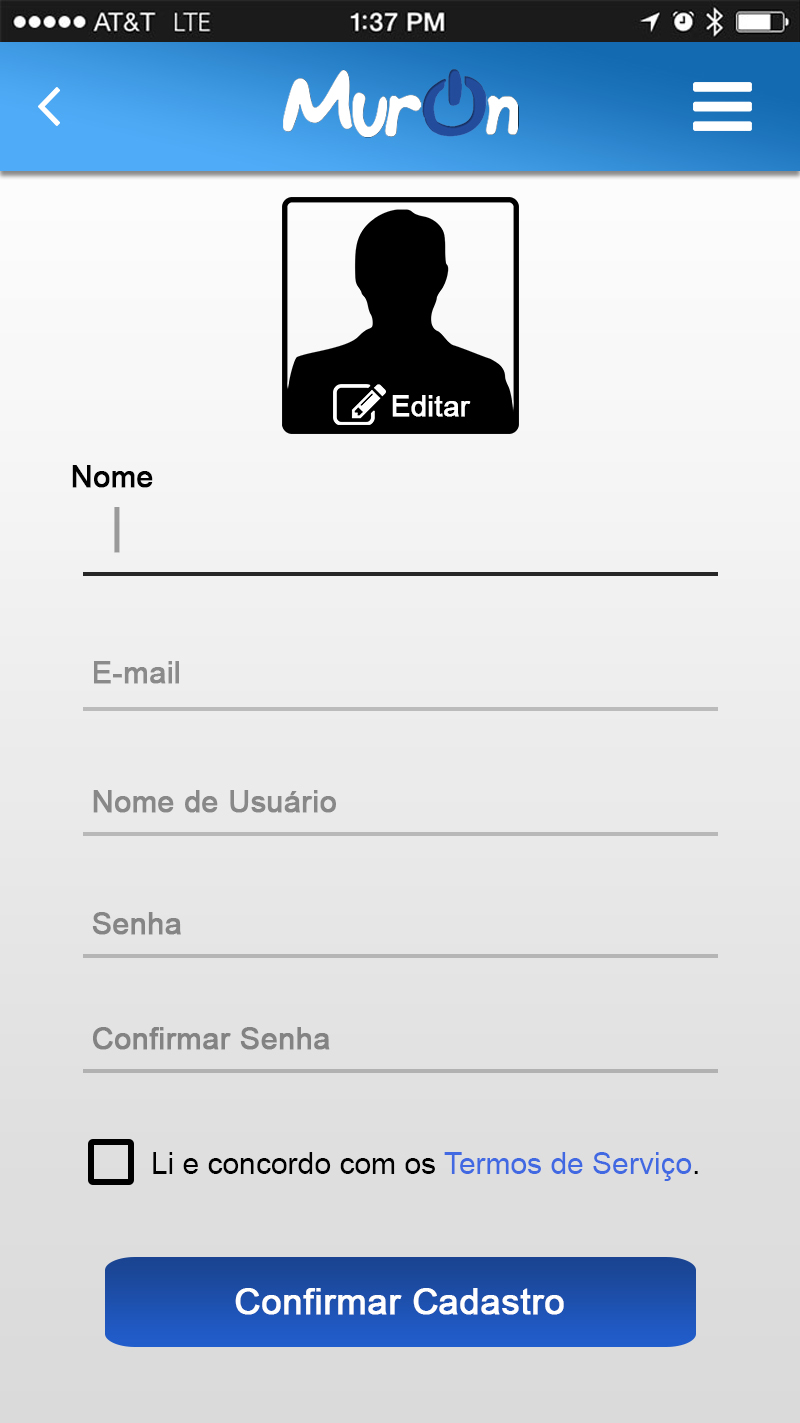 AT&T LTE 1:37 PM
MurOn
Editar
Nome
E-mail
Nome de Usuário
Senha
Confirmar Senha
Li e concordo com os Termos de Serviço.
Confirmar Cadastro